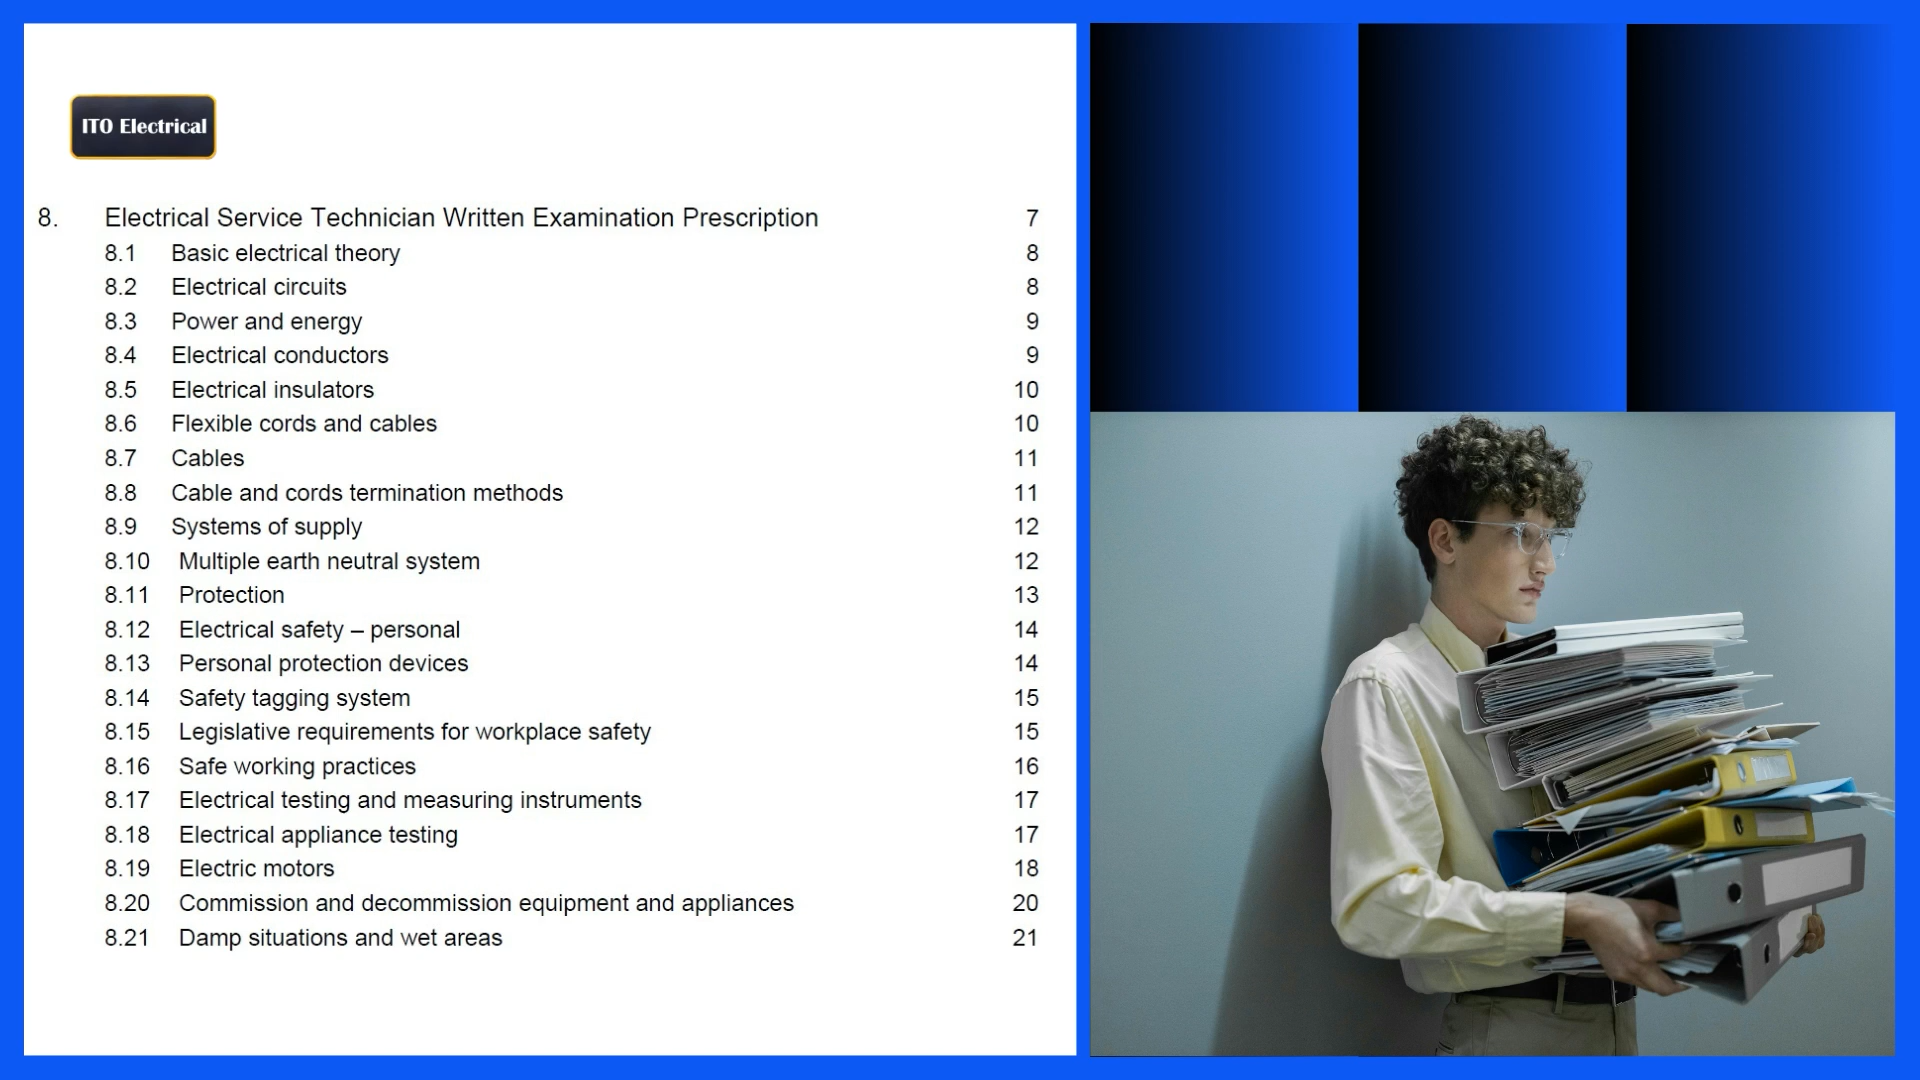 ITO Electrical
8. Electrical Service Technician Written Examination Prescription 7
8.1 Basic electrical theory 8
8.2 Electrical circuits 8
8.3 Power and energy 9
8.4 Electrical conductors 9
8.5 Electrical insulators 10
8.6 Flexible cords and cables 10
8.7 Cables 11
8.8 Cable and cords termination methods 11
8.9 Systems of supply 12
8.10 Multiple earth neutral system 12
8.11 Protection 13
8.12 Electrical safety – personal 14
8.13 Personal protection devices 14
8.14 Safety tagging system 15
8.15 Legislative requirements for workplace safety 15
8.16 Safe working practices 16
8.17 Electrical testing and measuring instruments 17
8.18 Electrical appliance testing 17
8.19 Electric motors 18
8.20 Commission and decommission equipment and appliances 20
8.21 Damp situations and wet areas 21